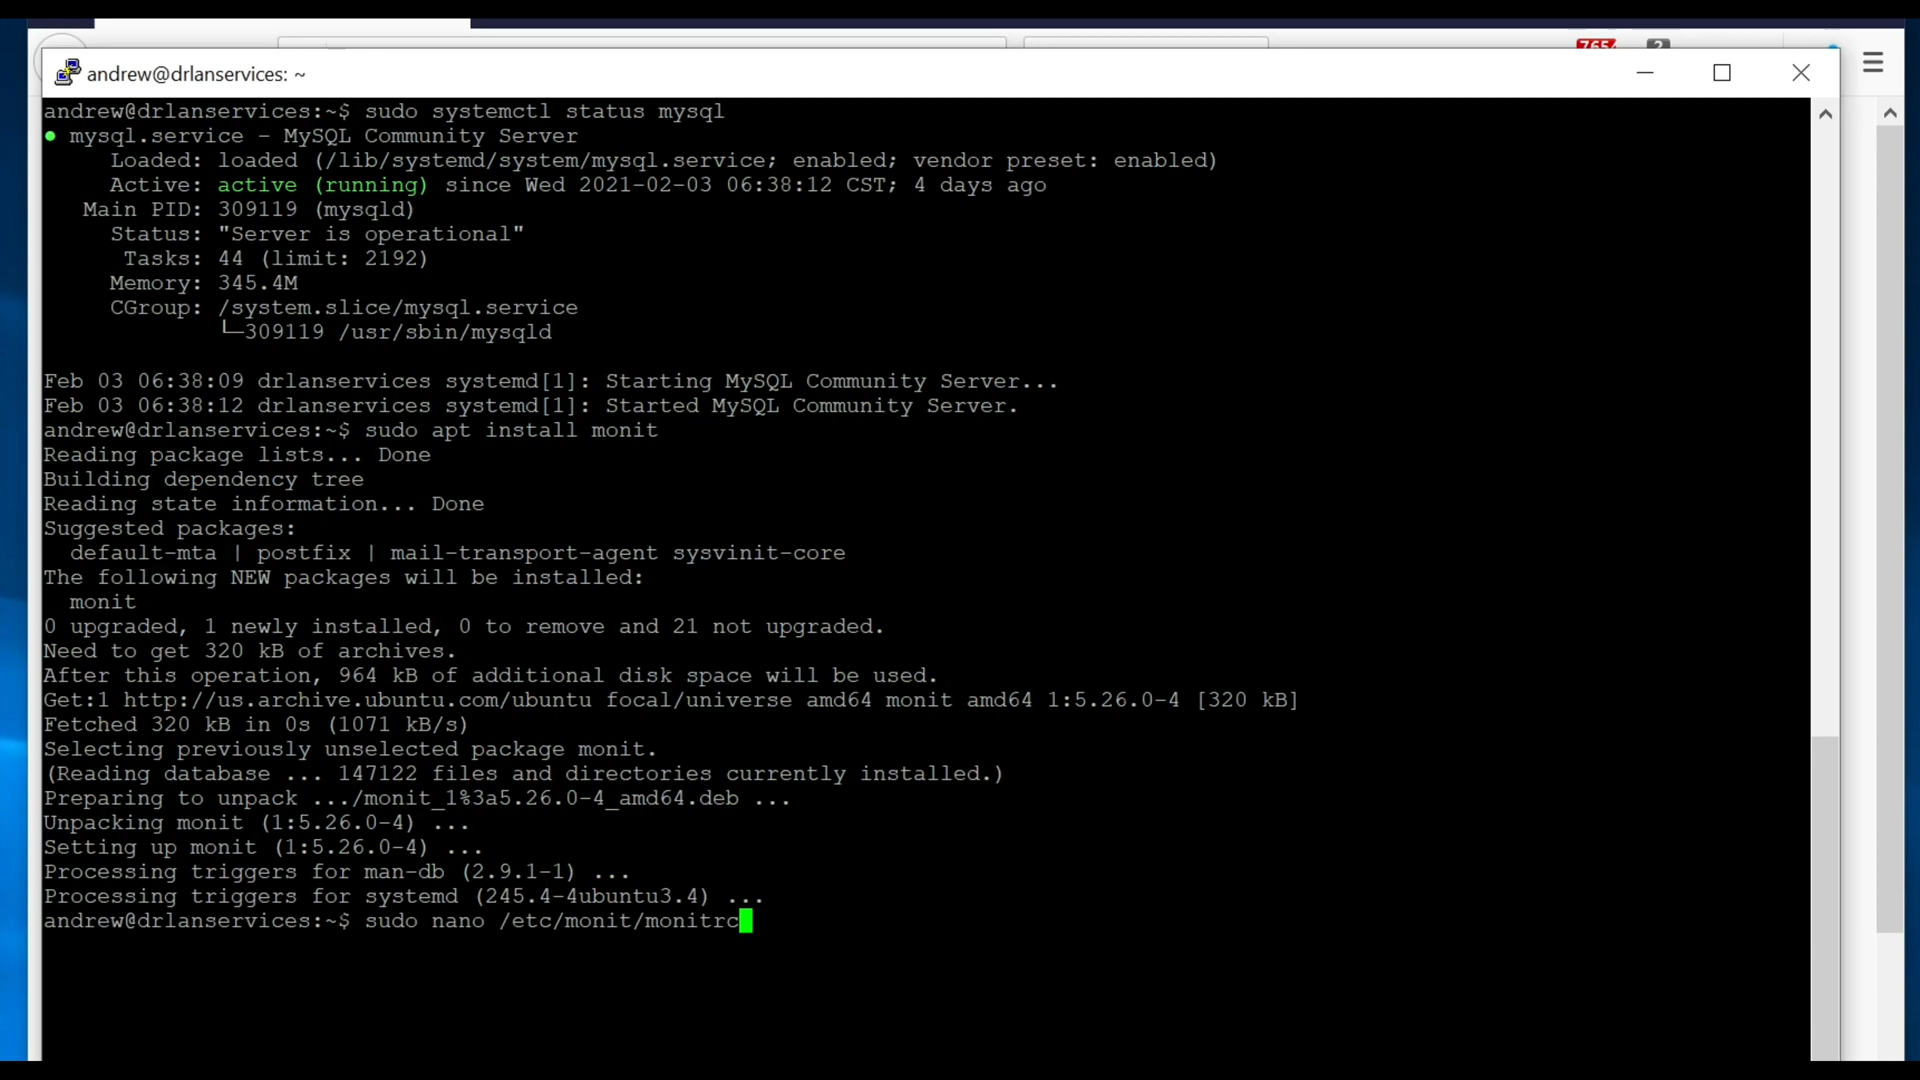 7654
2
andrew@drlanservices: ~
andrew@drlanservices:~$ sudo systemctl status mysql
● mysql.service - MySQL Community Server
Loaded: loaded (/lib/systemd/system/mysql.service; enabled; vendor preset: enabled)
Active: active (running) since Wed 2021-02-03 06:38:12 CST; 4 days ago
Main PID: 309119 (mysqld)
Status: "Server is operational"
Tasks: 44 (limit: 2192)
Memory: 345.4M
CGroup: /system.slice/mysql.service
└─309119 /usr/sbin/mysqld
Feb 03 06:38:09 drlanservices systemd[1]: Starting MySQL Community Server...
Feb 03 06:38:12 drlanservices systemd[1]: Started MySQL Community Server.
andrew@drlanservices:~$ sudo apt install monit
Reading package lists... Done
Building dependency tree
Reading state information... Done
Suggested packages:
default-mta | postfix | mail-transport-agent sysvinit-core
The following NEW packages will be installed:
monit
0 upgraded, 1 newly installed, 0 to remove and 21 not upgraded.
Need to get 320 kB of archives.
After this operation, 964 kB of additional disk space will be used.
Get:1 http://us.archive.ubuntu.com/ubuntu focal/universe amd64 monit amd64 1:5.26.0-4 [320 kB]
Fetched 320 kB in 0s (1071 kB/s)
Selecting previously unselected package monit.
(Reading database ... 147122 files and directories currently installed.)
Preparing to unpack .../monit_1%3a5.26.0-4_amd64.deb ...
Unpacking monit (1:5.26.0-4) ...
Setting up monit (1:5.26.0-4) ...
Processing triggers for man-db (2.9.1-1) ...
Processing triggers for systemd (245.4-4ubuntu3.4) ...
andrew@drlanservices:~$ sudo nano /etc/monit/monitrc